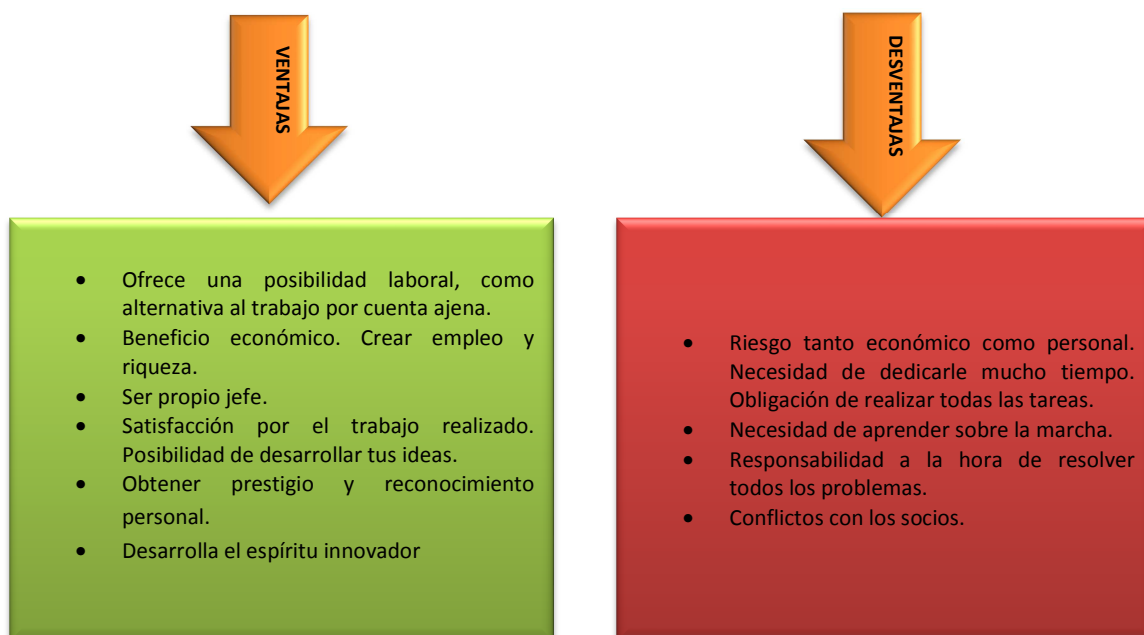 VENTAJAS
• Ofrece una posibilidad laboral, como
alternativa al trabajo por cuenta ajena.
• Beneficio económico. Crear empleo y
riqueza.
• Ser propio jefe.
• Satisfacción por el trabajo realizado.
Posibilidad de desarrollar tus ideas.
• Obtener prestigio y reconocimiento
personal.
• Desarrolla el espíritu innovador
DESVENTAJAS
• Riesgo tanto económico como personal.
Necesidad de dedicarle mucho tiempo.
Obligación de realizar todas las tareas.
• Necesidad de aprender sobre la marcha.
• Responsabilidad a la hora de resolver
todos los problemas.
• Conflictos con los socios.